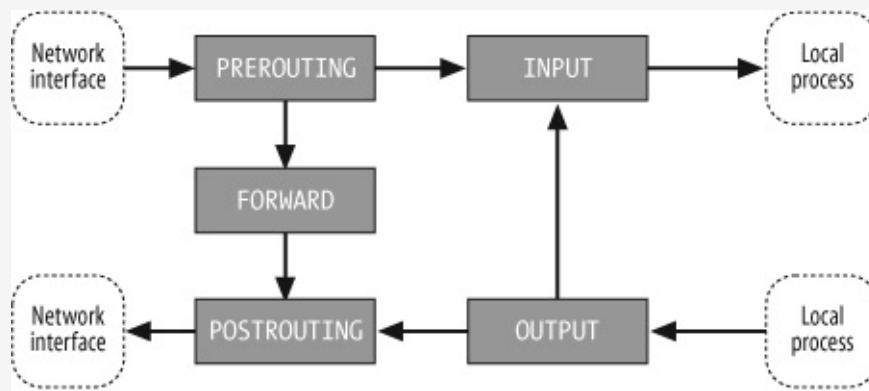 Network
interface
PREROUTING
INPUT
Local
process
FORWARD
Network
interface
POSTROUTING
OUTPUT
Local
process